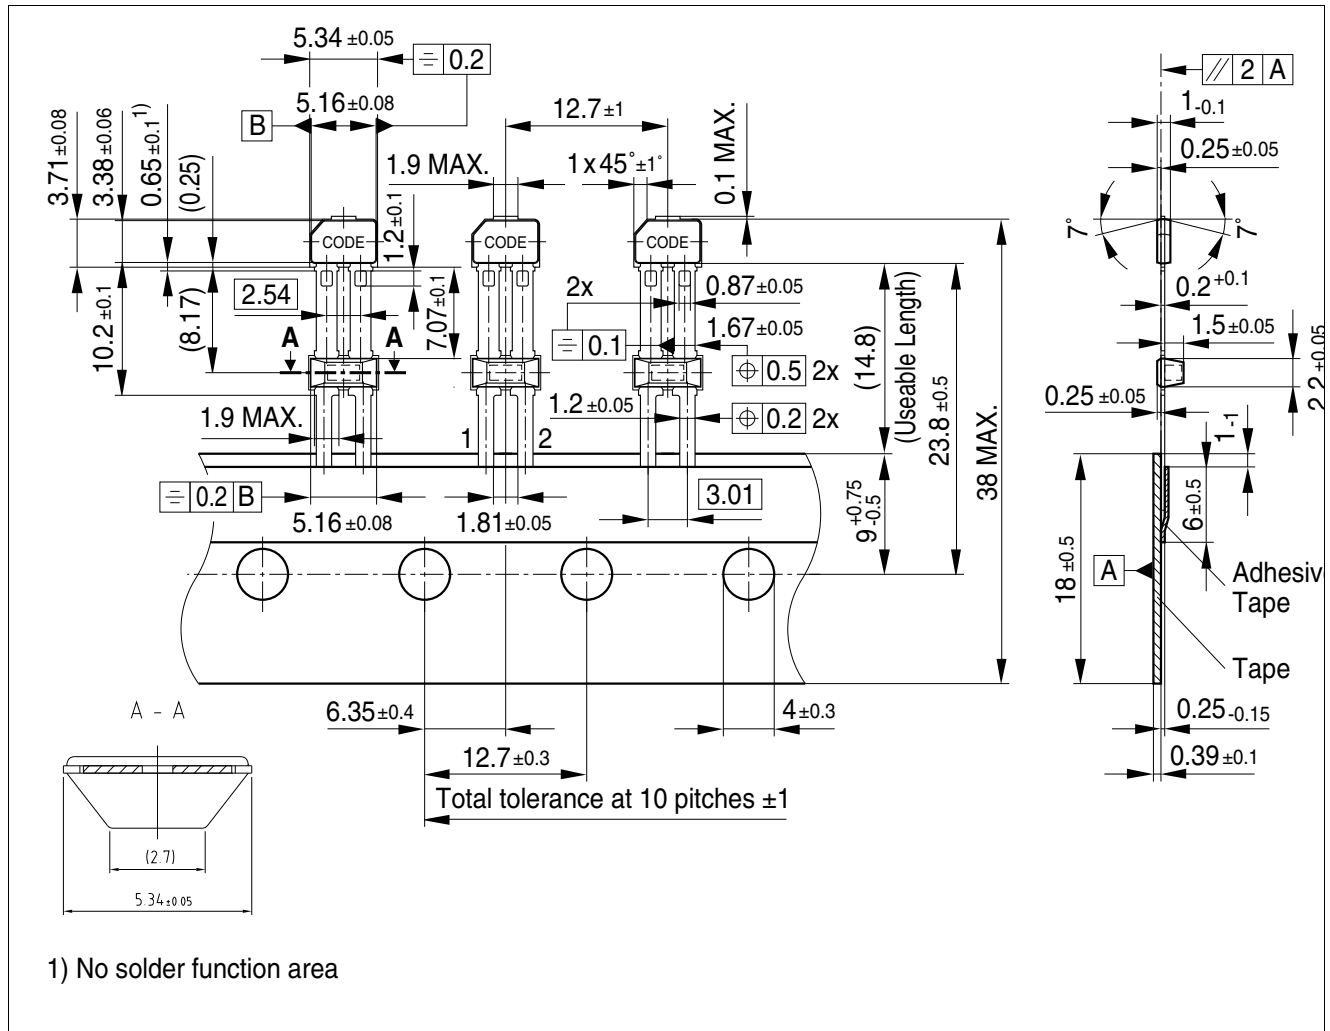 5.34 ±0.05
⌯ 0.2
// 2 A
5.16 ±0.08
B
12.7 ±1
1 -0.1
3.71 ±0.08
3.38 ±0.06
0.65 ±0.1 1)
(0.25)
1.9 MAX.
1 x 45° ±1°
0.1 MAX.
0.25 ±0.05
1.2 ±0.1
CODE
CODE
CODE
7°
7°
10.2 ±0.1
(8.17)
2.54
7.07 ±0.1
2x
0.87 ±0.05
0.2 +0.1
A
A
⌯ 0.1
1.67 ±0.05
1.5 ±0.05
⌖ 0.5 2x
(14.8)
(Useable Length)
23.8 ±0.5
38 MAX.
2.2 ±0.05
1.9 MAX.
1
2
1.2 ±0.05
⌖ 0.2 2x
0.25 ±0.05
1 -1
⌯ 0.2 B
5.16 ±0.08
1.81 ±0.05
3.01
9 +0.75 -0.5
18 ±0.5
6 ±0.5
A
Adhesiv
Tape
Tape
A - A
6.35 ±0.4
4 ±0.3
0.25 -0.15
12.7 ±0.3
0.39 ±0.1
Total tolerance at 10 pitches ±1
(2.7)
5.34 ±0.05
1) No solder function area